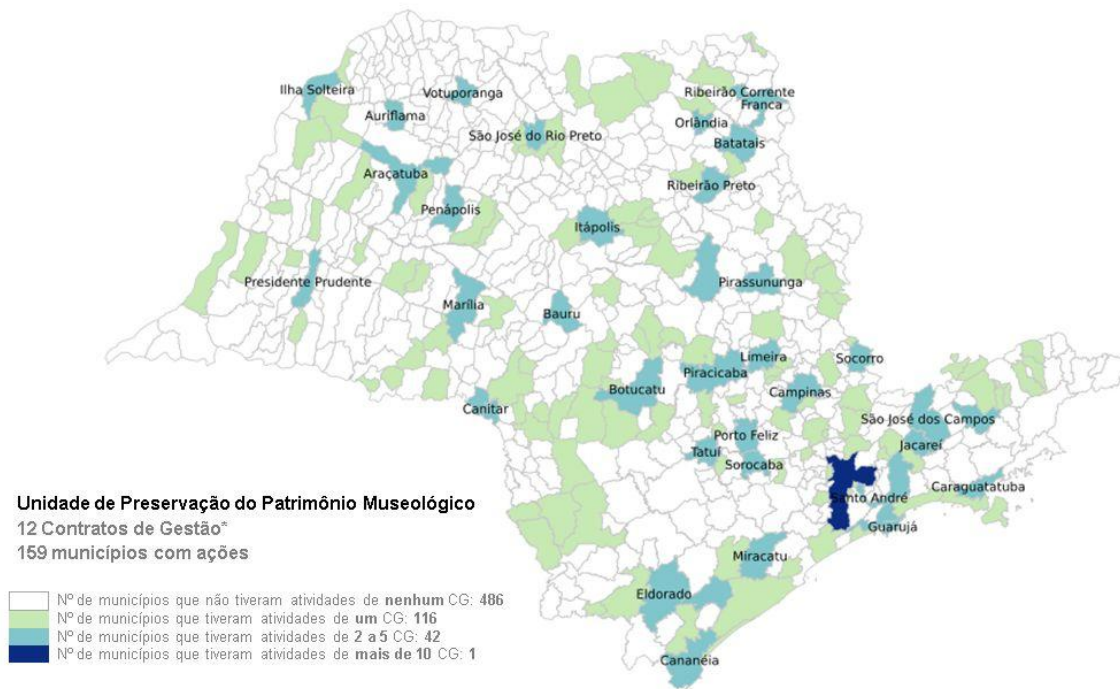 Ilha Solteira
Votuporanga
Auriflama
Ribeirão Corrente
Franca
Orlândia
São José do Rio Preto
Batatais
Araçatuba
Ribeirão Preto
Penápolis
Itápolis
Presidente Prudente
Pirassununga
Marília
Bauru
Limeira
Socorro
Piracicaba
Botucatu
Campinas
Canitar
São José dos Campos
Porto Feliz
Jacareí
Tatuí
Sorocaba
Caraguatatuba
Santo André
Guarujá
Miracatu
Eldorado
Cananéia
Unidade de Preservação do Patrimônio Museológico
12 Contratos de Gestão*
159 municípios com ações
Nº de municípios que não tiveram atividades de nenhum CG: 486
Nº de municípios que tiveram atividades de um CG: 116
Nº de municípios que tiveram atividades de 2 a 5 CG: 42
Nº de municípios que tiveram atividades de mais de 10 CG: 1